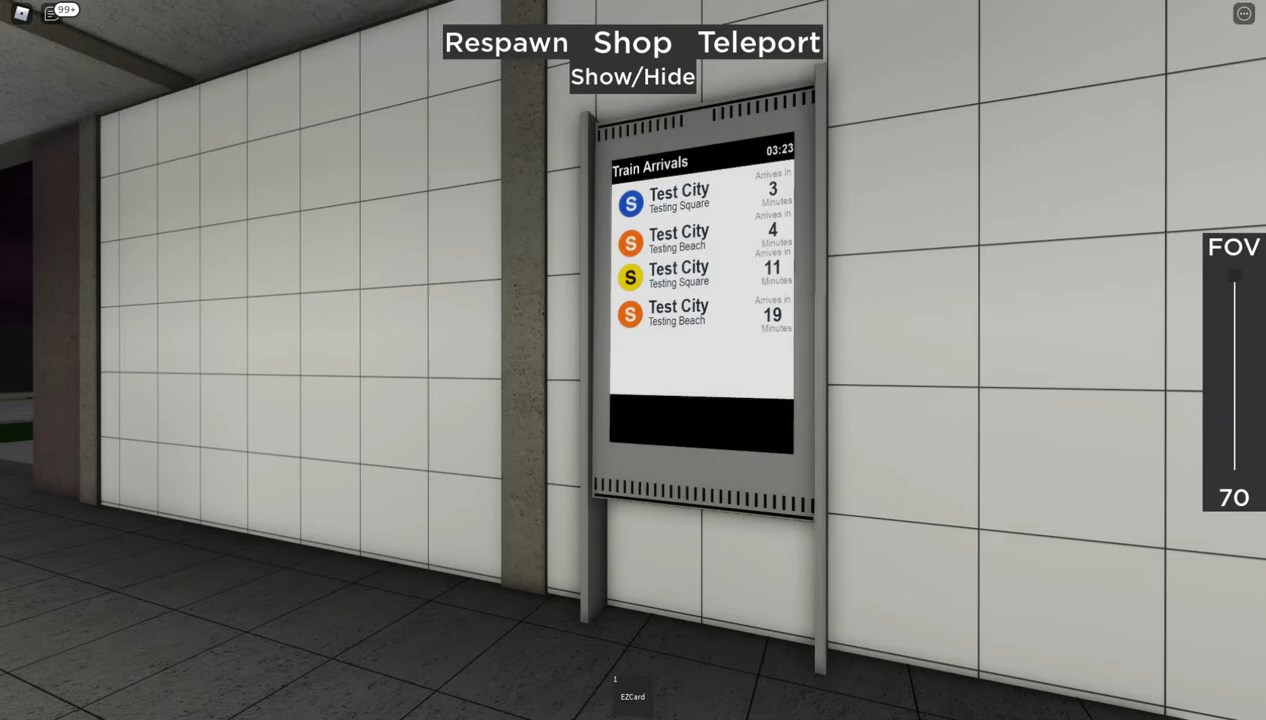 99+
Respawn Shop Teleport
Show/Hide
Train Arrivals 03:23
S Test City
Testing Square
Arrives in
3
Minutes
S Test City
Testing Beach
Arrives in
4
Minutes
S Test City
Testing Square
Arrives in
11
Minutes
S Test City
Testing Beach
Arrives in
19
Minutes
FOV
70
1
EZCard